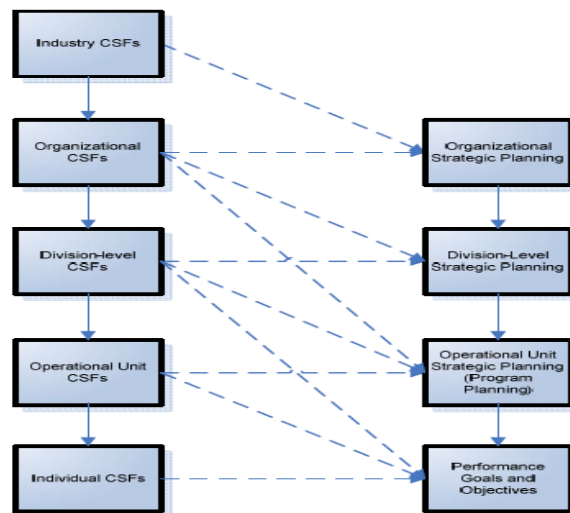 Industry CSFs
Organizational
CSFs
Organizational
Strategic Planning
Division-level
CSFs
Division-Level
Strategic Planning
Operational Unit
CSFs
Operational Unit
Strategic Planning
(Program
Planning)
Individual CSFs
Performance
Goals and
Objectives